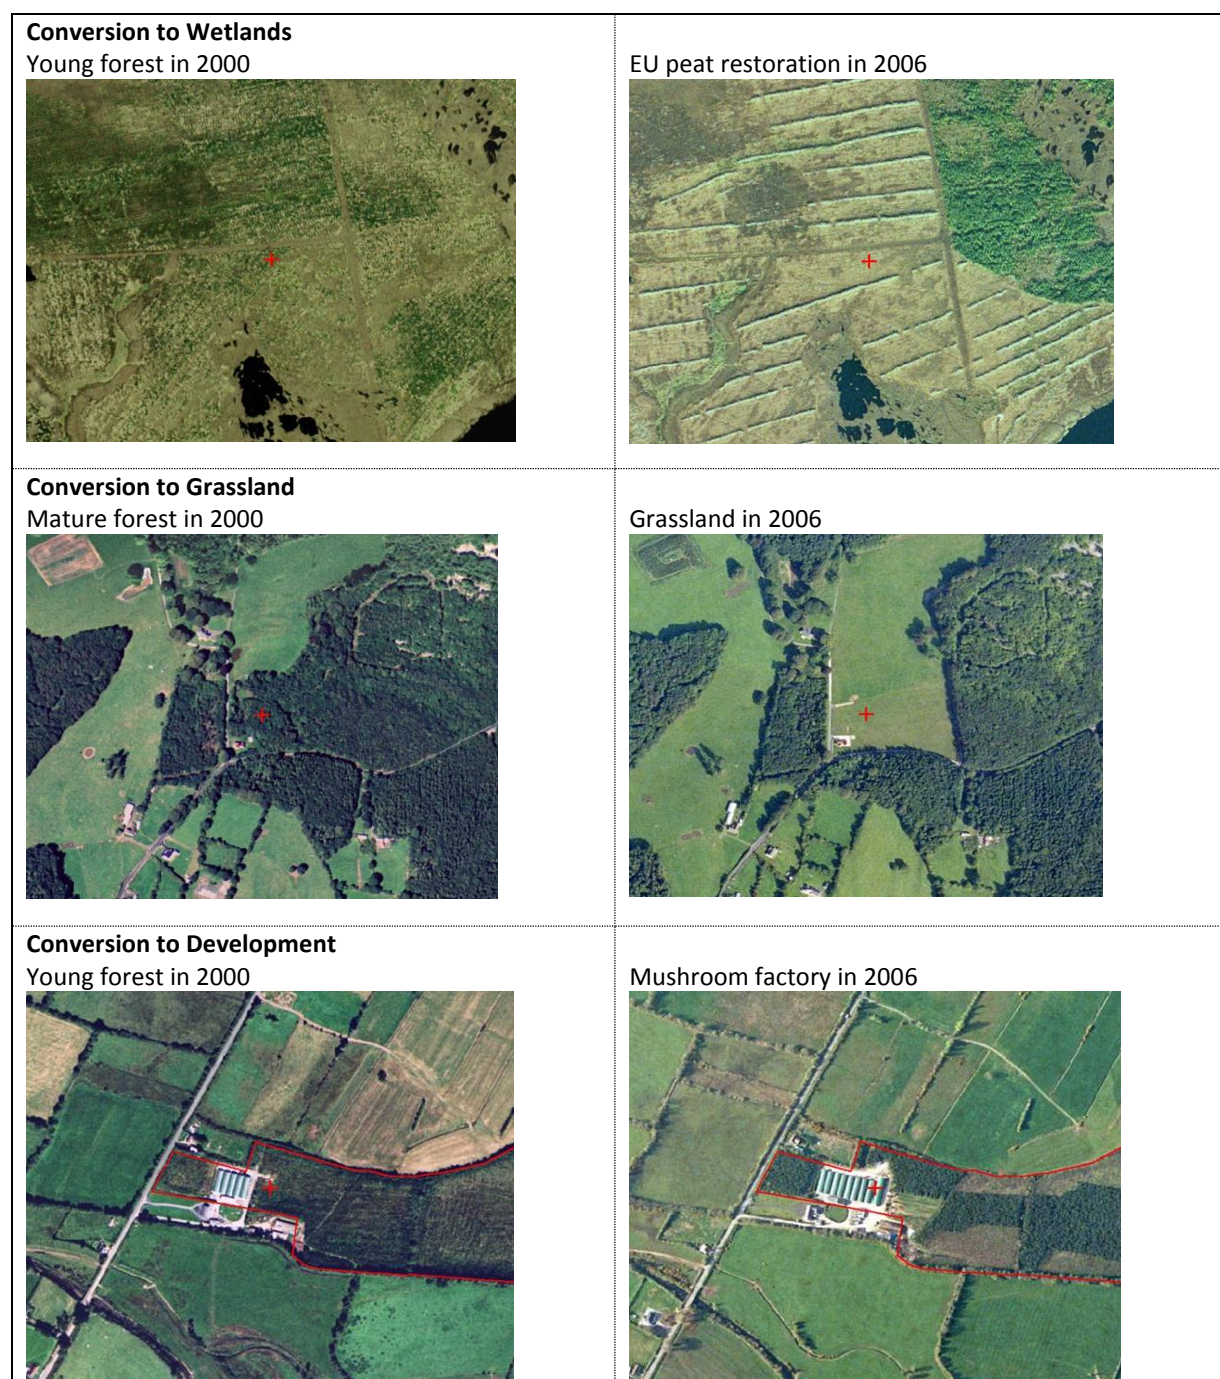 Conversion to Wetlands
Young forest in 2000
EU peat restoration in 2006
Conversion to Grassland
Mature forest in 2000
Grassland in 2006
Conversion to Development
Young forest in 2000
Mushroom factory in 2006